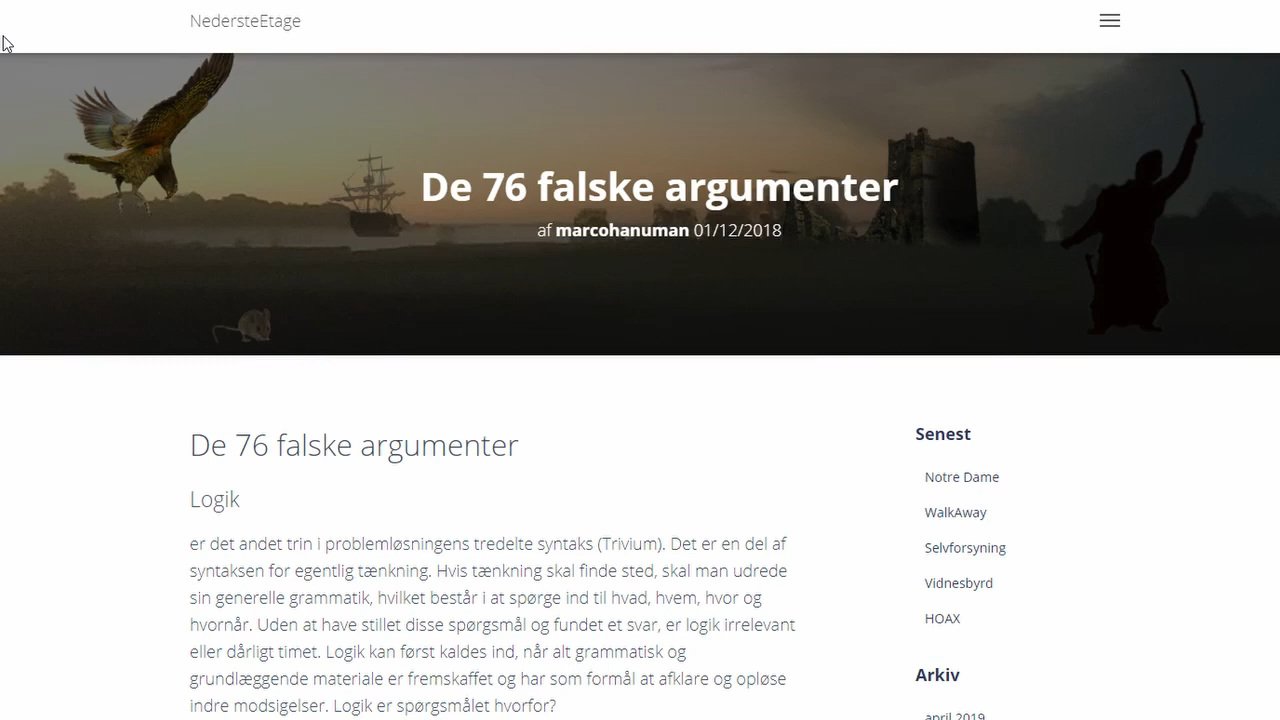 NedersteEtage
De 76 falske argumenter
af marcohanuman 01/12/2018
De 76 falske argumenter
Logik
er det andet trin i problemløsningens tredelte syntaks (Trivium). Det er en del af
syntaksen for egentlig tænkning. Hvis tænkning skal finde sted, skal man udrede
sin generelle grammatik, hvilket består i at spørge ind til hvad, hvem, hvor og
hvornår. Uden at have stillet disse spørgsmål og fundet et svar, er logik irrelevant
eller dårligt timet. Logik kan først kaldes ind, når alt grammatisk og
grundlæggende materiale er fremskaffet og har som formål at afklare og opløse
indre modsigelser. Logik er spørgsmålet hvorfor?
Senest
Notre Dame
WalkAway
Selvforsyning
Vidnesbyrd
HOAX
Arkiv
april 2019